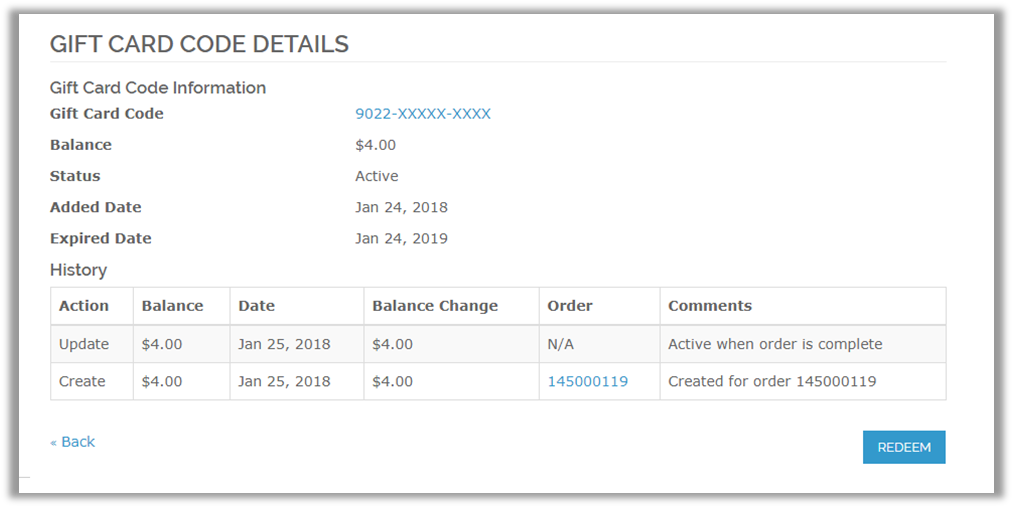 GIFT CARD CODE DETAILS
Gift Card Code Information
Gift Card Code 9022-XXXXX-XXXX
Balance $4.00
Status Active
Added Date Jan 24, 2018
Expired Date Jan 24, 2019
History
Action Balance Date Balance Change Order Comments
Update $4.00 Jan 25, 2018 $4.00 N/A Active when order is complete
Create $4.00 Jan 25, 2018 $4.00 145000119 Created for order 145000119
« Back REDEEM